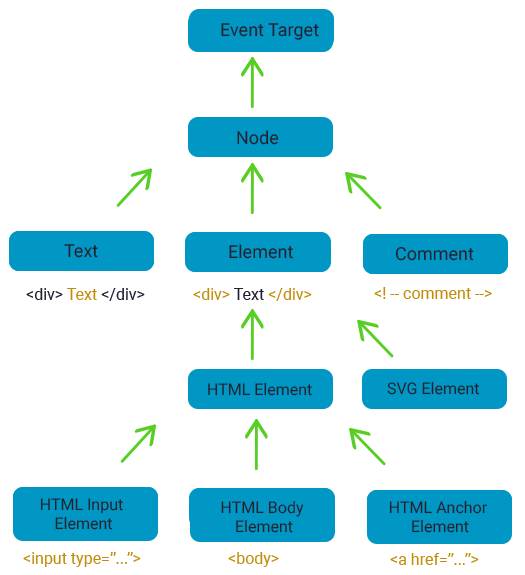 Event Target
Node
Text
Element
Comment
<div> Text </div>
<div> Text </div>
<! -- comment -->
HTML Element
SVG Element
HTML Input
Element
HTML Body
Element
HTML Anchor
Element
<input type=”...”>
<body>
<a href=”...”>